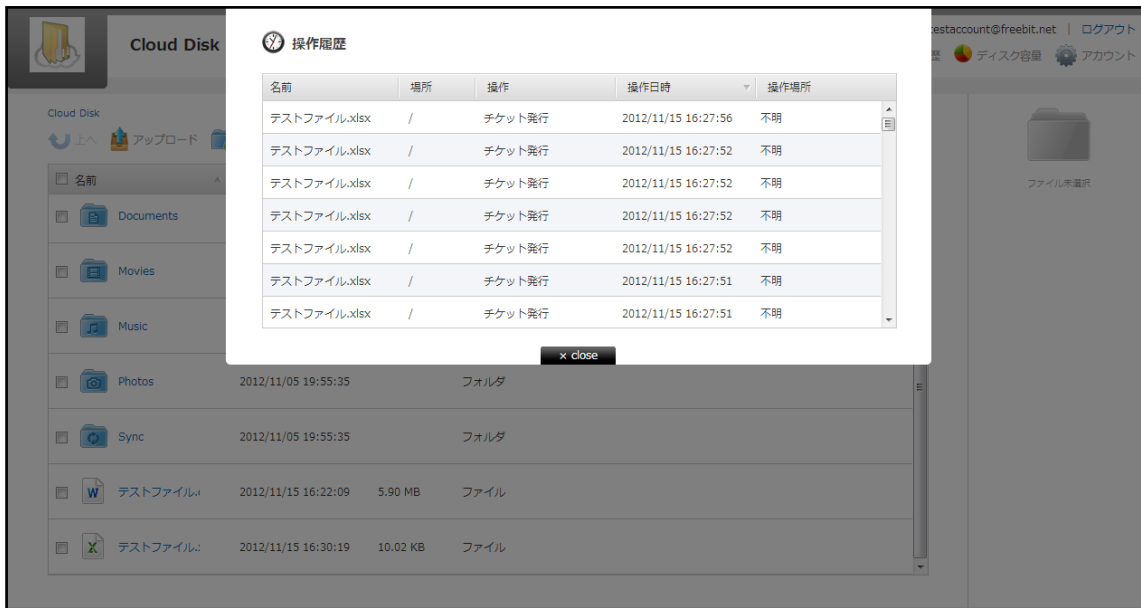 Cloud Disk
testaccount@freebit.net | ログアウト
歴 ディスク容量 アカウント
操作履歴
名前 場所 操作 操作日時 操作場所
テストファイル.xlsx / チケット発行 2012/11/15 16:27:56 不明
テストファイル.xlsx / チケット発行 2012/11/15 16:27:52 不明
テストファイル.xlsx / チケット発行 2012/11/15 16:27:52 不明
テストファイル.xlsx / チケット発行 2012/11/15 16:27:52 不明
テストファイル.xlsx / チケット発行 2012/11/15 16:27:52 不明
テストファイル.xlsx / チケット発行 2012/11/15 16:27:51 不明
テストファイル.xlsx / チケット発行 2012/11/15 16:27:51 不明
× close
Cloud Disk
上へ アップロード
名前
Documents
Movies
Music
Photos 2012/11/05 19:55:35 フォルダ
Sync 2012/11/05 19:55:35 フォルダ
テストファイル. 2012/11/15 16:22:09 5.90 MB ファイル
テストファイル. 2012/11/15 16:30:19 10.02 KB ファイル
ファイル未選択